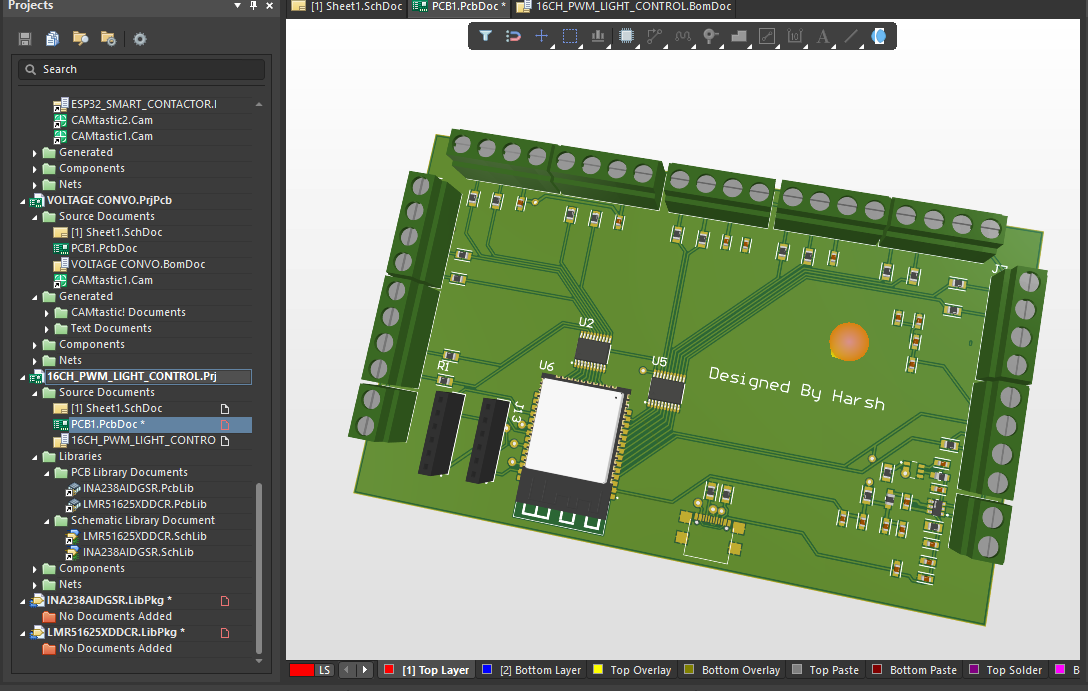 Projects
[1] Sheet1.SchDoc
PCB1.PcbDoc *
16CH_PWM_LIGHT_CONTROL.BomDoc
Search
ESP32_SMART_CONTACTOR.I
CAMtastic2.Cam
CAMtastic1.Cam
Generated
Components
Nets
VOLTAGE CONVO.PrjPcb
Source Documents
[1] Sheet1.SchDoc
PCB1.PcbDoc
VOLTAGE CONVO.BomDoc
CAMtastic1.Cam
Generated
CAMtastic! Documents
Text Documents
Components
Nets
16CH_PWM_LIGHT_CONTROL.Prj
Source Documents
[1] Sheet1.SchDoc
PCB1.PcbDoc *
16CH_PWM_LIGHT_CONTRO
Libraries
PCB Library Documents
INA238AIDGSR.PcbLib
LMR51625XDDCR.PcbLib
Schematic Library Document
LMR51625XDDCR.SchLib
INA238AIDGSR.SchLib
Components
Nets
INA238AIDGSR.LibPkg *
No Documents Added
LMR51625XDDCR.LibPkg *
No Documents Added
U2
U5
U6
R1
J13
Designed By Harsh
LS
[1] Top Layer
[2] Bottom Layer
Top Overlay
Bottom Overlay
Top Paste
Bottom Paste
Top Solder
B